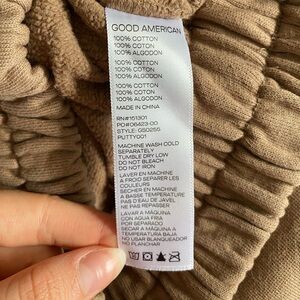 GOOD AMERICAN
100% COTTON
100% COTON
100% ALGODON
100% COTTON
100% COTON
100% ALGODON
100% COTTON
100% COTON
100% ALGODON
MADE IN CHINA
RN#151301
PO#06423-00
STYLE: GS0255
PUTTY001
MACHINE WASH COLD
SEPARATELY
TUMBLE DRY LOW
DO NOT BLEACH
DO NOT IRON
LAVER EN MACHINE
A FROID SEPARER LES
COULEURS
SECHER EN MACHINE
A BASSE TEMPERATURE
PAS D'EAU DE JAVEL
NE PAS REPASSER
LAVAR A MÁQUINA
CON AGUA FRIA
POR SEPARADO
SECAR A MÁQUINA A
TEMPERATURA BAJA
NO USAR BLANQUEADOR
NO PLANCHAR